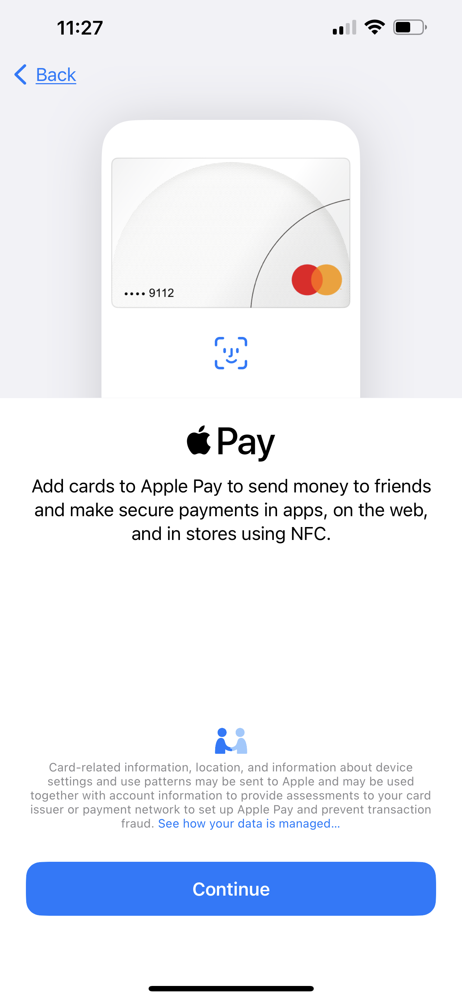 11:27
Back
•••• 9112
Pay
Add cards to Apple Pay to send money to friends
and make secure payments in apps, on the web,
and in stores using NFC.
Card-related information, location, and information about device
settings and use patterns may be sent to Apple and may be used
together with account information to provide assessments to your card
issuer or payment network to set up Apple Pay and prevent transaction
fraud. See how your data is managed...
Continue